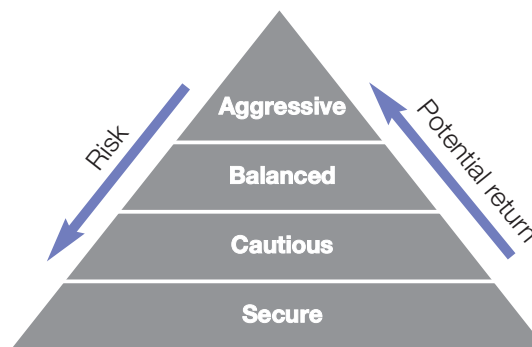 Aggressive
Risk
Potential return
Balanced
Cautious
Secure